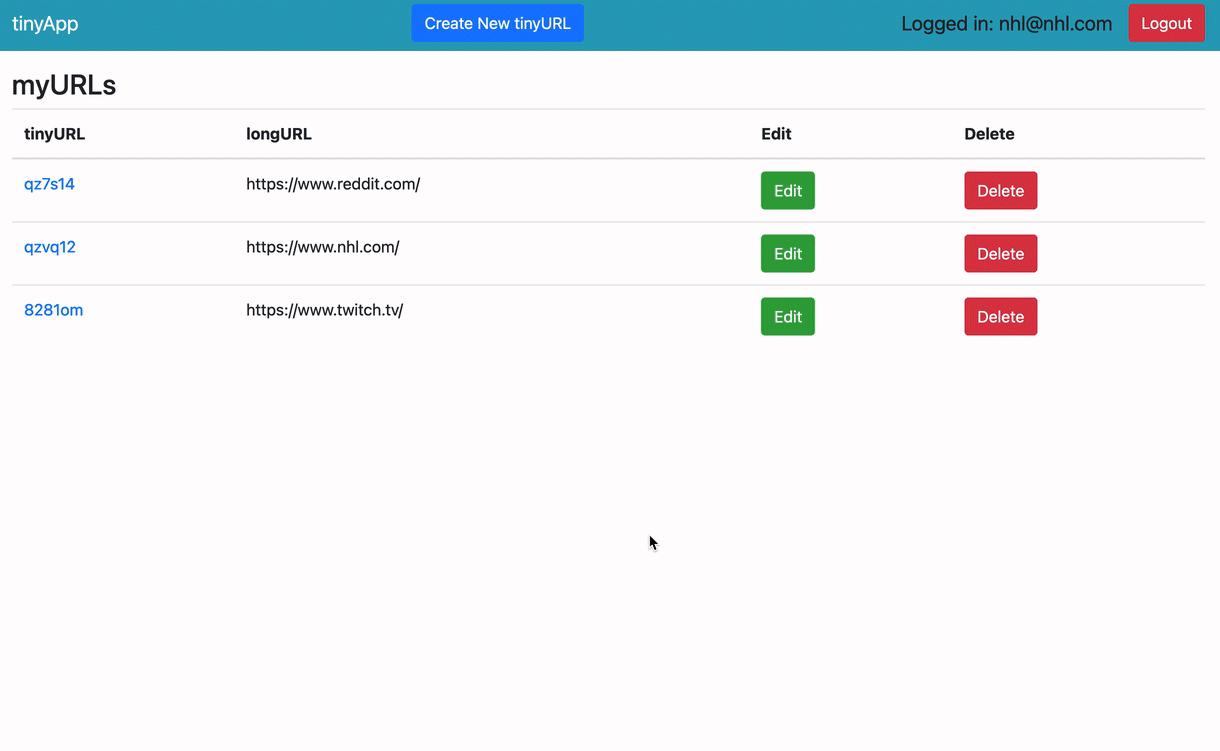 tinyApp Create New tinyURL Logged in: nhl@nhl.com Logout
myURLs
tinyURL longURL Edit Delete
qz7s14 https://www.reddit.com/ Edit Delete
qzvq12 https://www.nhl.com/ Edit Delete
8281om https://www.twitch.tv/ Edit Delete